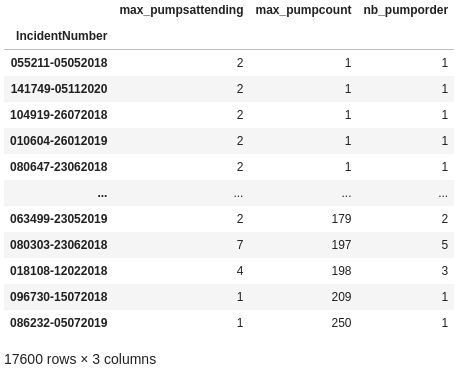 max_pumpsattending max_pumpcount nb_pumporder
IncidentNumber
055211-05052018 2 1 1
141749-05112020 2 1 1
104919-26072018 2 1 1
010604-26012019 2 1 1
080647-23062018 2 1 1
... ... ... ...
063499-23052019 2 179 2
080303-23062018 7 197 5
018108-12022018 4 198 3
096730-15072018 1 209 1
086232-05072019 1 250 1
17600 rows × 3 columns